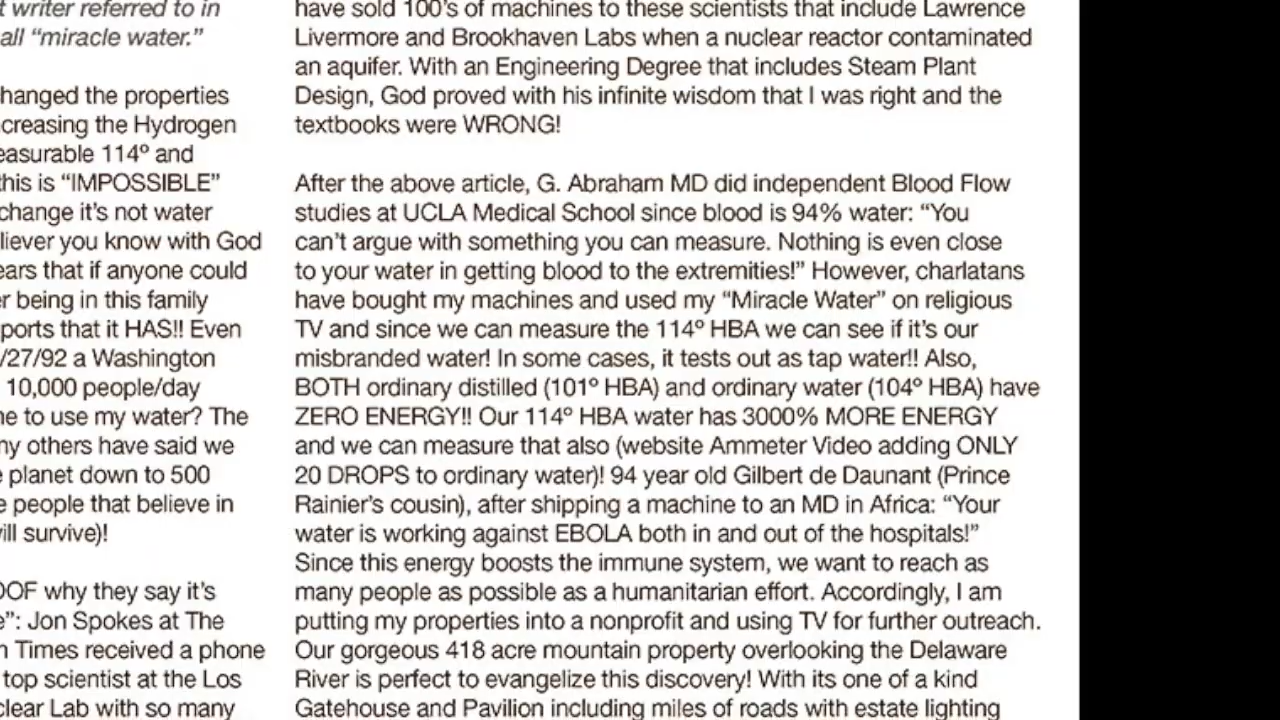 t writer referred to in
all “miracle water.”
hanged the properties
creasing the Hydrogen
easurable 114º and
this is “IMPOSSIBLE”
change it’s not water
liever you know with God
ears that if anyone could
r being in this family
ports that it HAS!! Even
/27/92 a Washington
10,000 people/day
ne to use my water? The
ny others have said we
e planet down to 500
e people that believe in
ill survive)!
OOF why they say it’s
e”: Jon Spokes at The
n Times received a phone
top scientist at the Los
clear Lab with so many
have sold 100’s of machines to these scientists that include Lawrence
Livermore and Brookhaven Labs when a nuclear reactor contaminated
an aquifer. With an Engineering Degree that includes Steam Plant
Design, God proved with his infinite wisdom that I was right and the
textbooks were WRONG!
After the above article, G. Abraham MD did independent Blood Flow
studies at UCLA Medical School since blood is 94% water: “You
can’t argue with something you can measure. Nothing is even close
to your water in getting blood to the extremities!” However, charlatans
have bought my machines and used my “Miracle Water” on religious
TV and since we can measure the 114º HBA we can see if it’s our
misbranded water! In some cases, it tests out as tap water!! Also,
BOTH ordinary distilled (101º HBA) and ordinary water (104º HBA) have
ZERO ENERGY!! Our 114º HBA water has 3000% MORE ENERGY
and we can measure that also (website Ammeter Video adding ONLY
20 DROPS to ordinary water)! 94 year old Gilbert de Daunant (Prince
Rainier’s cousin), after shipping a machine to an MD in Africa: “Your
water is working against EBOLA both in and out of the hospitals!”
Since this energy boosts the immune system, we want to reach as
many people as possible as a humanitarian effort. Accordingly, I am
putting my properties into a nonprofit and using TV for further outreach.
Our gorgeous 418 acre mountain property overlooking the Delaware
River is perfect to evangelize this discovery! With its one of a kind
Gatehouse and Pavilion including miles of roads with estate lighting